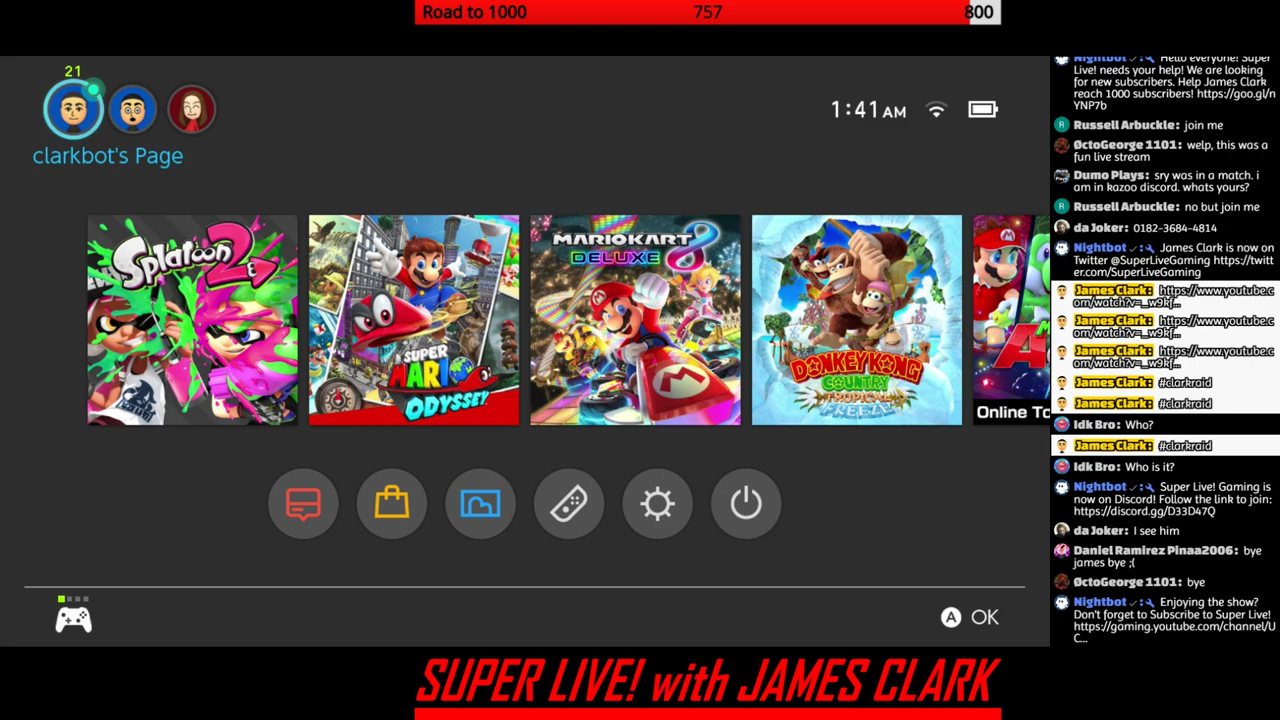 Road to 1000 757 800
21
clarkbot's Page
1:41 AM
Splatoon 2
SUPER
MARIO
ODYSSEY
MARIOKART 8
DELUXE
DONKEY KONG
COUNTRY
TROPICAL
FREEZE
Online To
A OK
SUPER LIVE! with JAMES CLARK
Nightbot: Hello everyone! Super
Live! needs your help! We are looking
for new subscribers. Help James Clark
reach 1000 subscribers! https://goo.gl/n
YNP7b
R Russell Arbuckle: join me
ØctoGeorge 1101: welp, this was a
fun live stream
Dumo Plays: sry was in a match. i
am in kazoo discord. whats yours?
R Russell Arbuckle: no but join me
da Joker: 0182-3684-4814
Nightbot: James Clark is now on
Twitter @SuperLiveGaming https://twitt
er.com/SuperLiveGaming
James Clark: https://www.youtube.c
om/watch?v=_w9kf...
James Clark: https://www.youtube.c
om/watch?v=_w9kf...
James Clark: https://www.youtube.c
om/watch?v=_w9kf...
James Clark: #clarkraid
James Clark: #clarkraid
Idk Bro: Who?
James Clark: #clarkraid
Idk Bro: Who is it?
Nightbot: Super Live! Gaming is
now on Discord! Follow the link to join:
https://discord.gg/D33D47Q
da Joker: I see him
Daniel Ramirez Pinaa2006: bye
james bye ;(
ØctoGeorge 1101: bye
Nightbot: Enjoying the show?
Don't forget to Subscribe to Super Live!
https://gaming.youtube.com/channel/U
C...